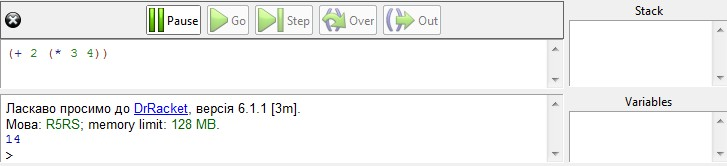 Pause Go Step Over Out
Stack
(+ 2 (* 3 4))
Ласкаво просимо до DrRacket, версія 6.1.1 [3m].
Мова: R5RS; memory limit: 128 MB.
14
>
Variables